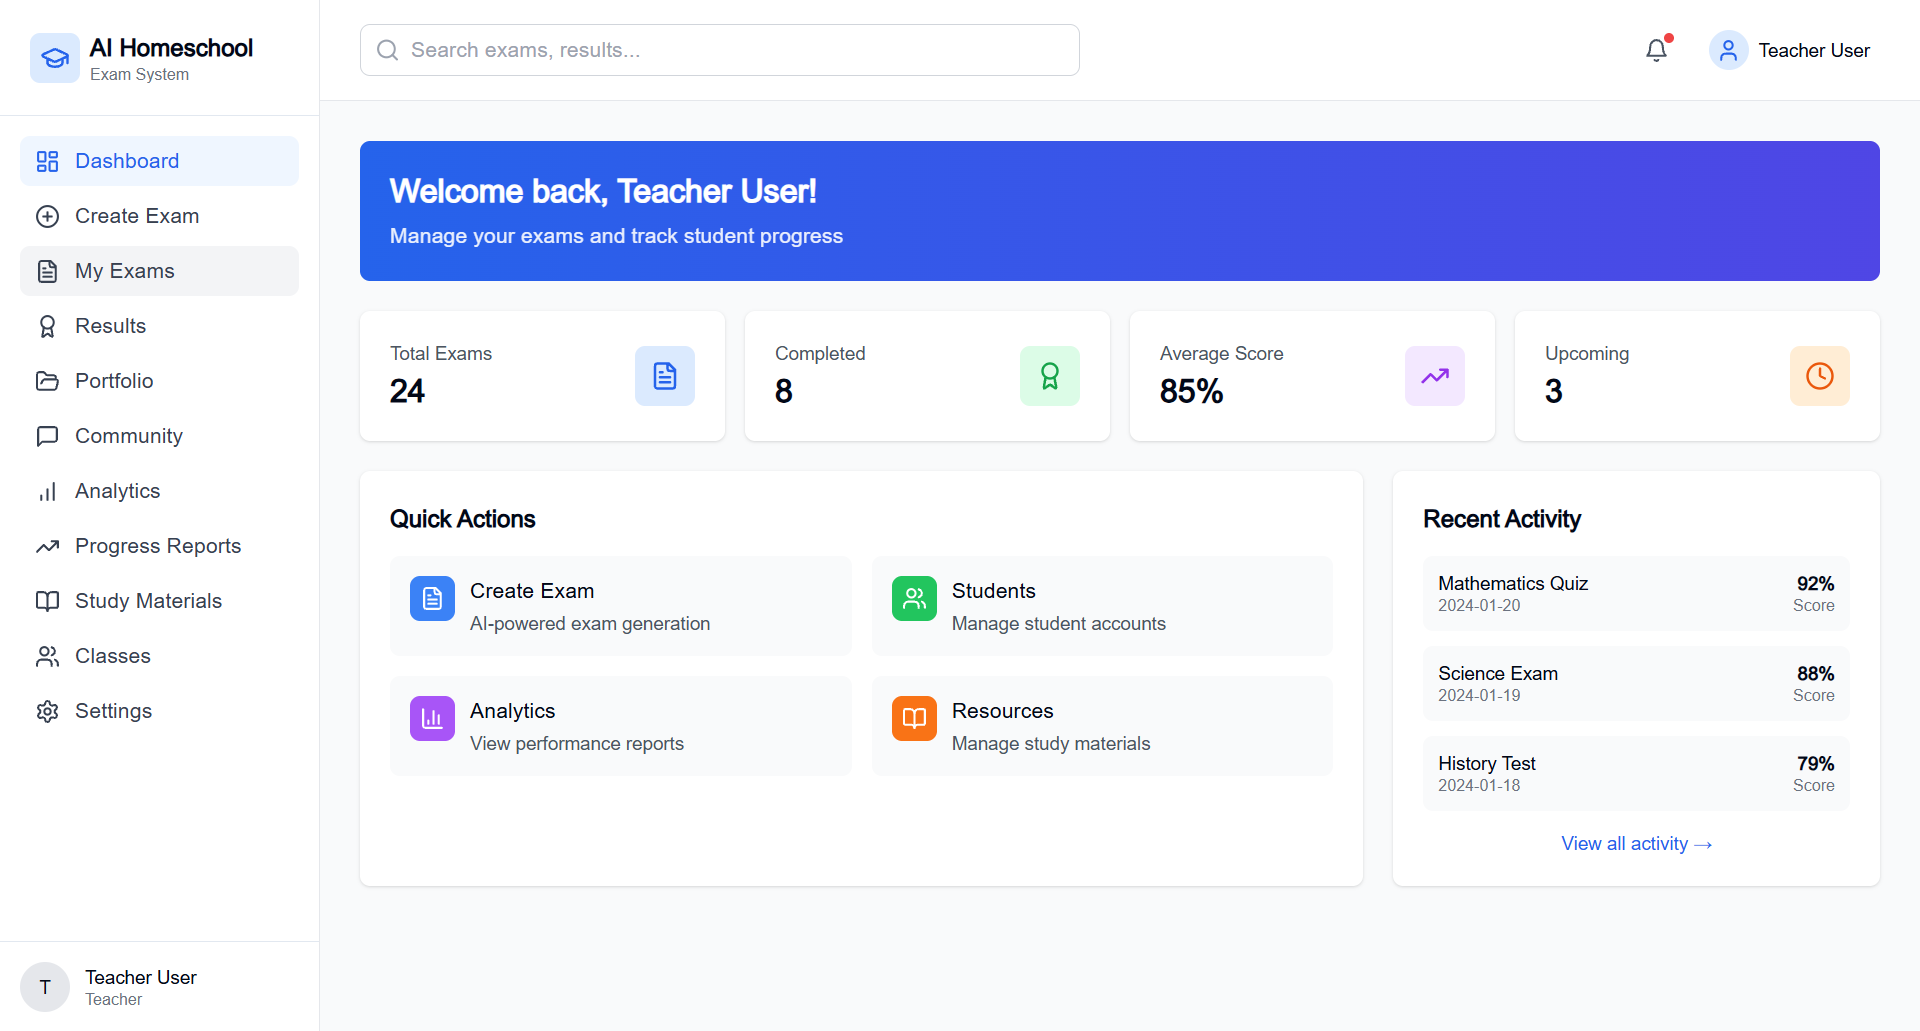 AI Homeschool
Exam System
Dashboard
Create Exam
My Exams
Results
Portfolio
Community
Analytics
Progress Reports
Study Materials
Classes
Settings
T
Teacher User
Teacher
Search exams, results...
Teacher User
Welcome back, Teacher User!
Manage your exams and track student progress
Total Exams
24
Completed
8
Average Score
85%
Upcoming
3
Quick Actions
Create Exam
AI-powered exam generation
Students
Manage student accounts
Analytics
View performance reports
Resources
Manage study materials
Recent Activity
Mathematics Quiz
92%
2024-01-20
Score
Science Exam
88%
2024-01-19
Score
History Test
79%
2024-01-18
Score
View all activity →